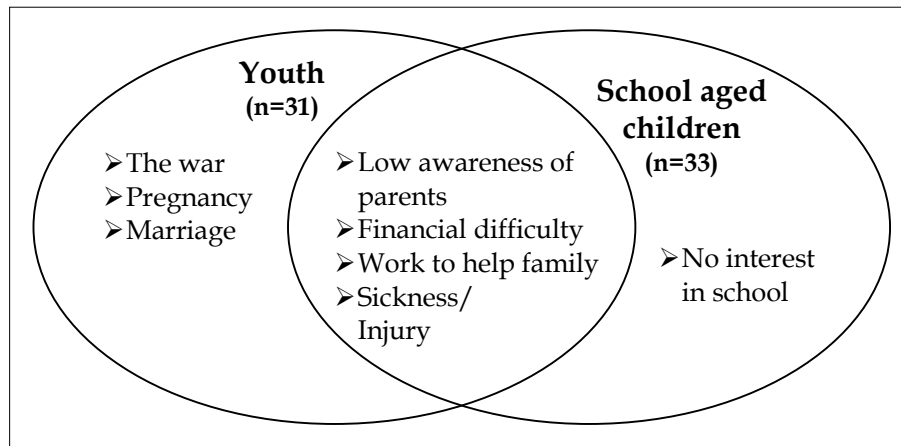 Youth
(n=31)
➢The war
➢Pregnancy
➢Marriage
➢Low awareness of
parents
➢Financial difficulty
➢Work to help family
➢Sickness/
Injury
School aged
children
(n=33)
➢No interest
in school